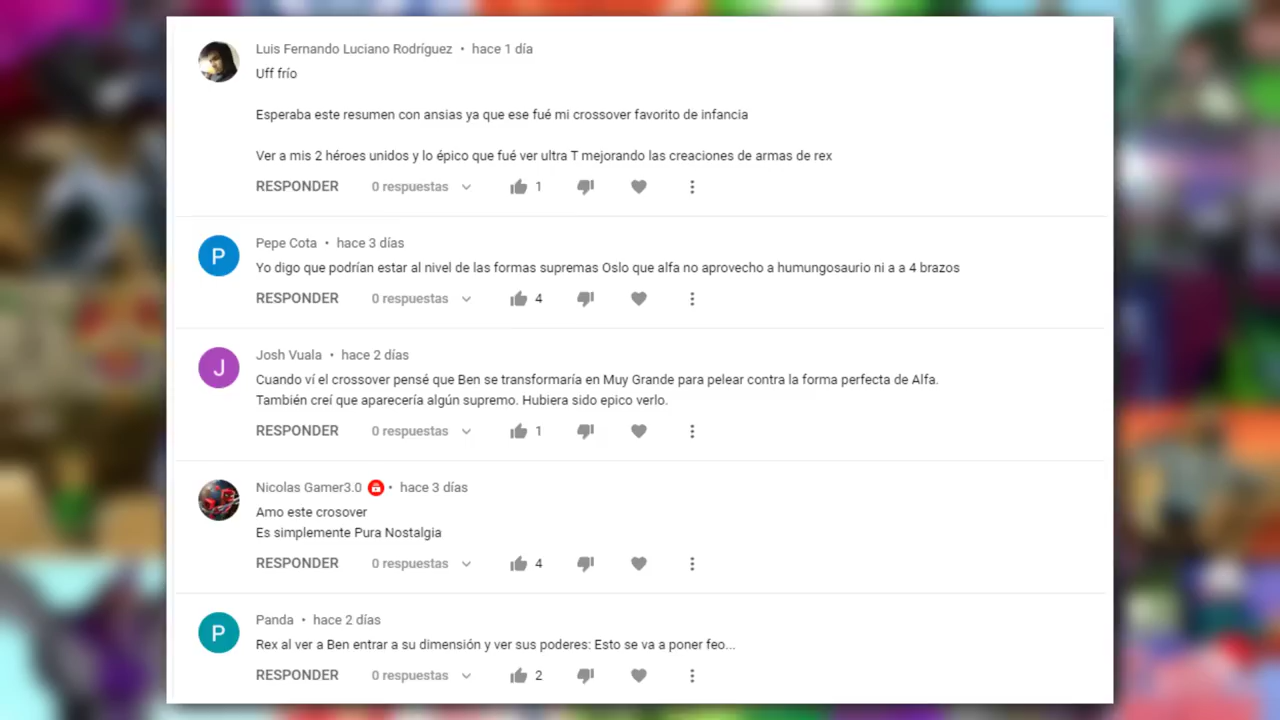 Luis Fernando Luciano Rodríguez • hace 1 día
Uff frío
Esperaba este resumen con ansias ya que ese fué mi crossover favorito de infancia
Ver a mis 2 héroes unidos y lo épico que fué ver ultra T mejorando las creaciones de armas de rex
RESPONDER 0 respuestas 1
P
Pepe Cota • hace 3 días
Yo digo que podrían estar al nivel de las formas supremas Oslo que alfa no aprovecho a humungosaurio ni a a 4 brazos
RESPONDER 0 respuestas 4
J
Josh Vuala • hace 2 días
Cuando ví el crossover pensé que Ben se transformaría en Muy Grande para pelear contra la forma perfecta de Alfa.
También creí que aparecería algún supremo. Hubiera sido epico verlo.
RESPONDER 0 respuestas 1
Nicolas Gamer3.0 • hace 3 días
Amo este crosover
Es simplemente Pura Nostalgia
RESPONDER 0 respuestas 4
P
Panda • hace 2 días
Rex al ver a Ben entrar a su dimensión y ver sus poderes: Esto se va a poner feo...
RESPONDER 0 respuestas 2